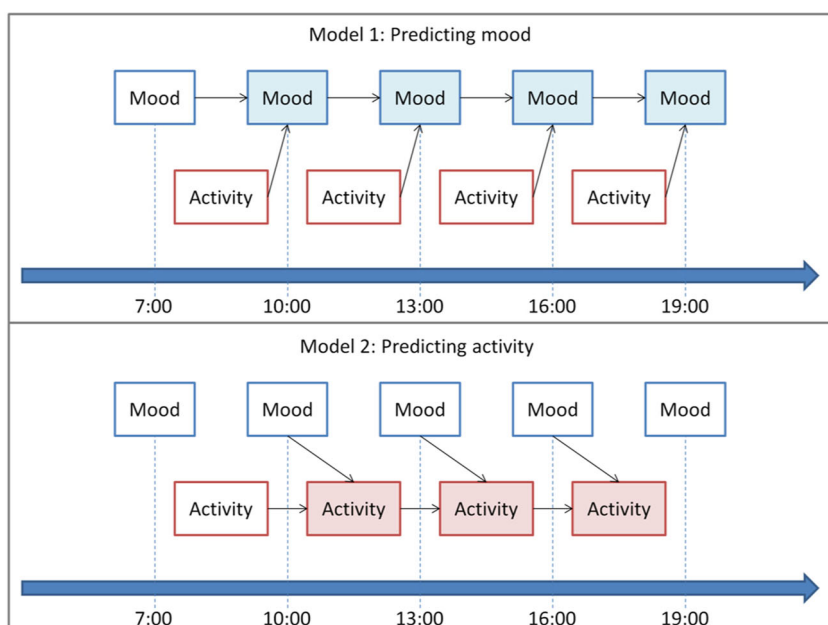 Model 1: Predicting mood
Mood Mood Mood Mood Mood
Activity Activity Activity Activity
7:00 10:00 13:00 16:00 19:00
Model 2: Predicting activity
Mood Mood Mood Mood Mood
Activity Activity Activity Activity
7:00 10:00 13:00 16:00 19:00